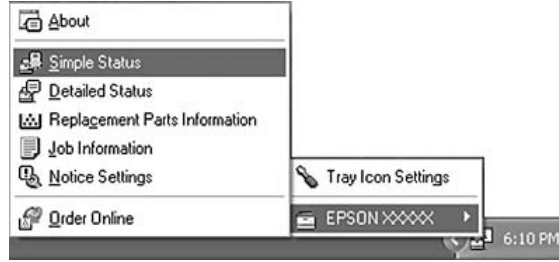 About
Simple Status
Detailed Status
Replacement Parts Information
Job Information
Notice Settings
Order Online
Tray Icon Settings
EPSON XXXXX
6:10 PM